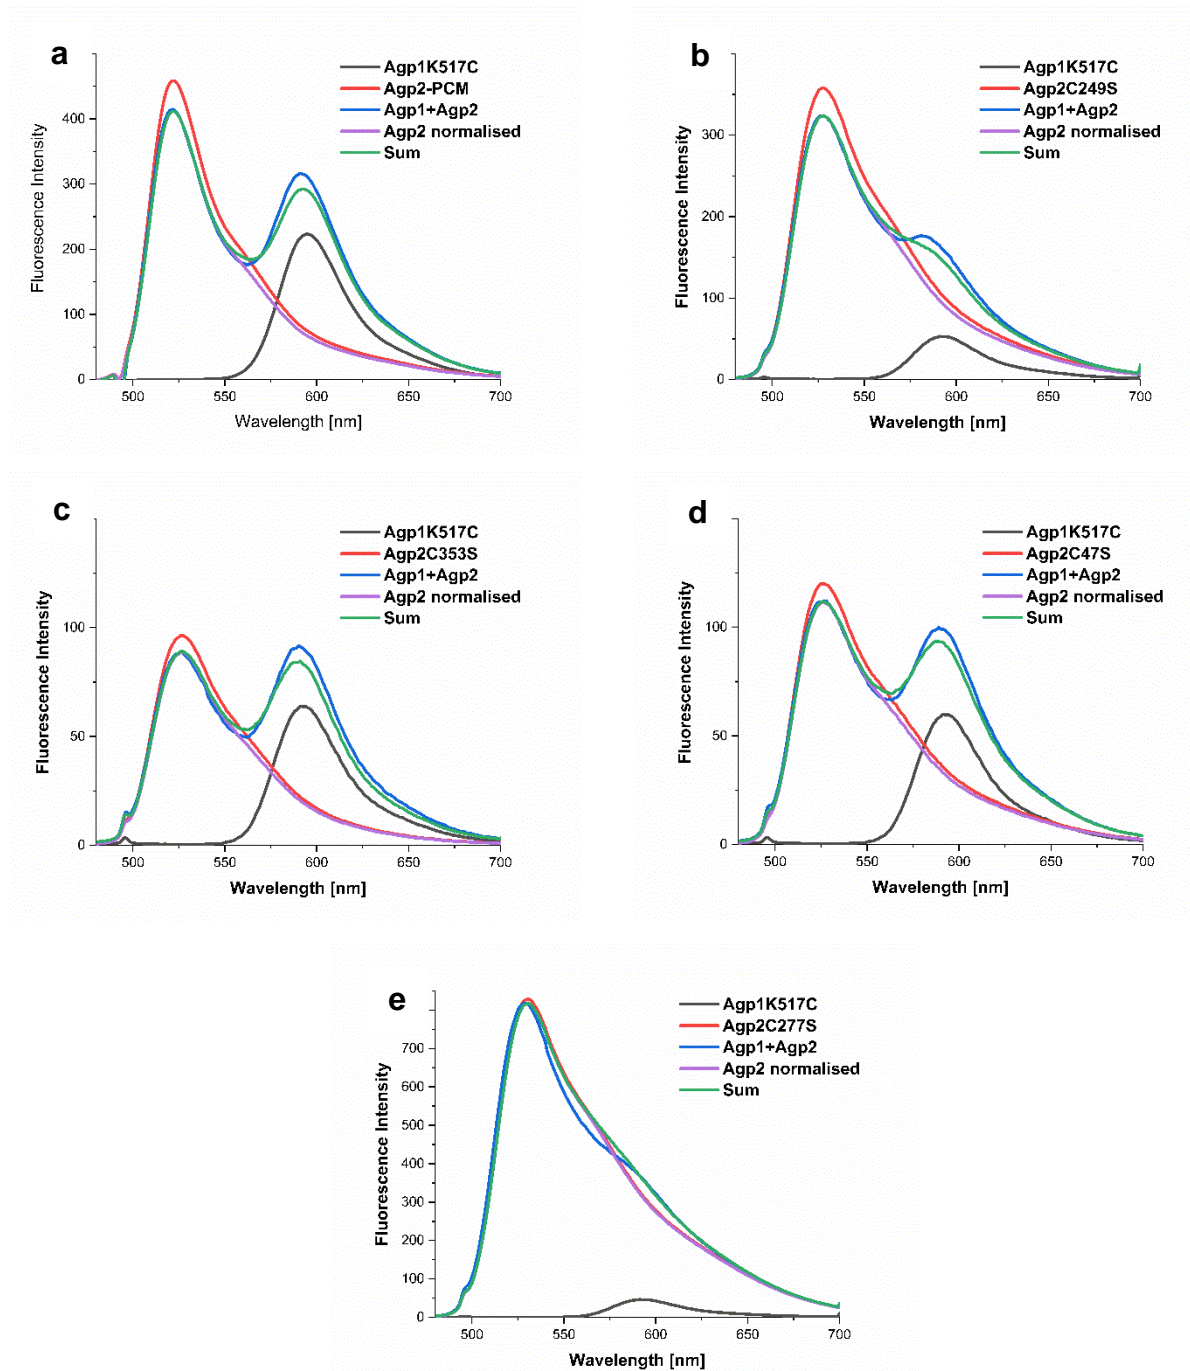 a
Agp1K517C
Agp2-PCM
Agp1+Agp2
Agp2 normalised
Sum
Fluorescence Intensity
400
300
200
100
0
500
550
600
650
700
Wavelength [nm]
b
Agp1K517C
Agp2C249S
Agp1+Agp2
Agp2 normalised
Sum
Fluorescence Intensity
300
200
100
0
500
550
600
650
700
Wavelength [nm]
c
Agp1K517C
Agp2C353S
Agp1+Agp2
Agp2 normalised
Sum
Fluorescence Intensity
100
50
0
500
550
600
650
700
Wavelength [nm]
d
Agp1K517C
Agp2C47S
Agp1+Agp2
Agp2 normalised
Sum
Fluorescence Intensity
100
50
0
500
550
600
650
700
Wavelength [nm]
e
Agp1K517C
Agp2C277S
Agp1+Agp2
Agp2 normalised
Sum
Fluorescence Intensity
700
600
500
400
300
200
100
0
500
550
600
650
700
Wavelength [nm]